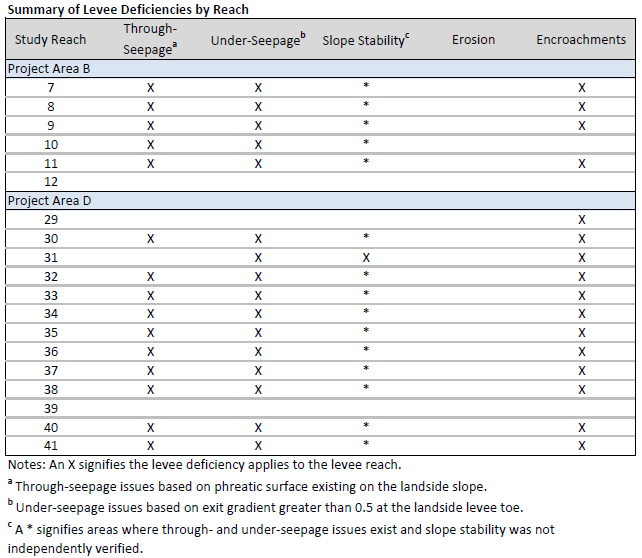 Summary of Levee Deficiencies by Reach
Study Reach Through-Seepage^a Under-Seepage^b Slope Stability^c Erosion Encroachments
Project Area B
7 X X * X
8 X X * X
9 X X * X
10 X X *
11 X X * X
12
Project Area D
29 X
30 X X * X
31 X X X
32 X X * X
33 X X * X
34 X X * X
35 X X * X
36 X X * X
37 X X * X
38 X X * X
39
40 X X * X
41 X X * X
Notes: An X signifies the levee deficiency applies to the levee reach.
a Through-seepage issues based on phreatic surface existing on the landside slope.
b Under-seepage issues based on exit gradient greater than 0.5 at the landside levee toe.
c A * signifies areas where through- and under-seepage issues exist and slope stability was not
independently verified.